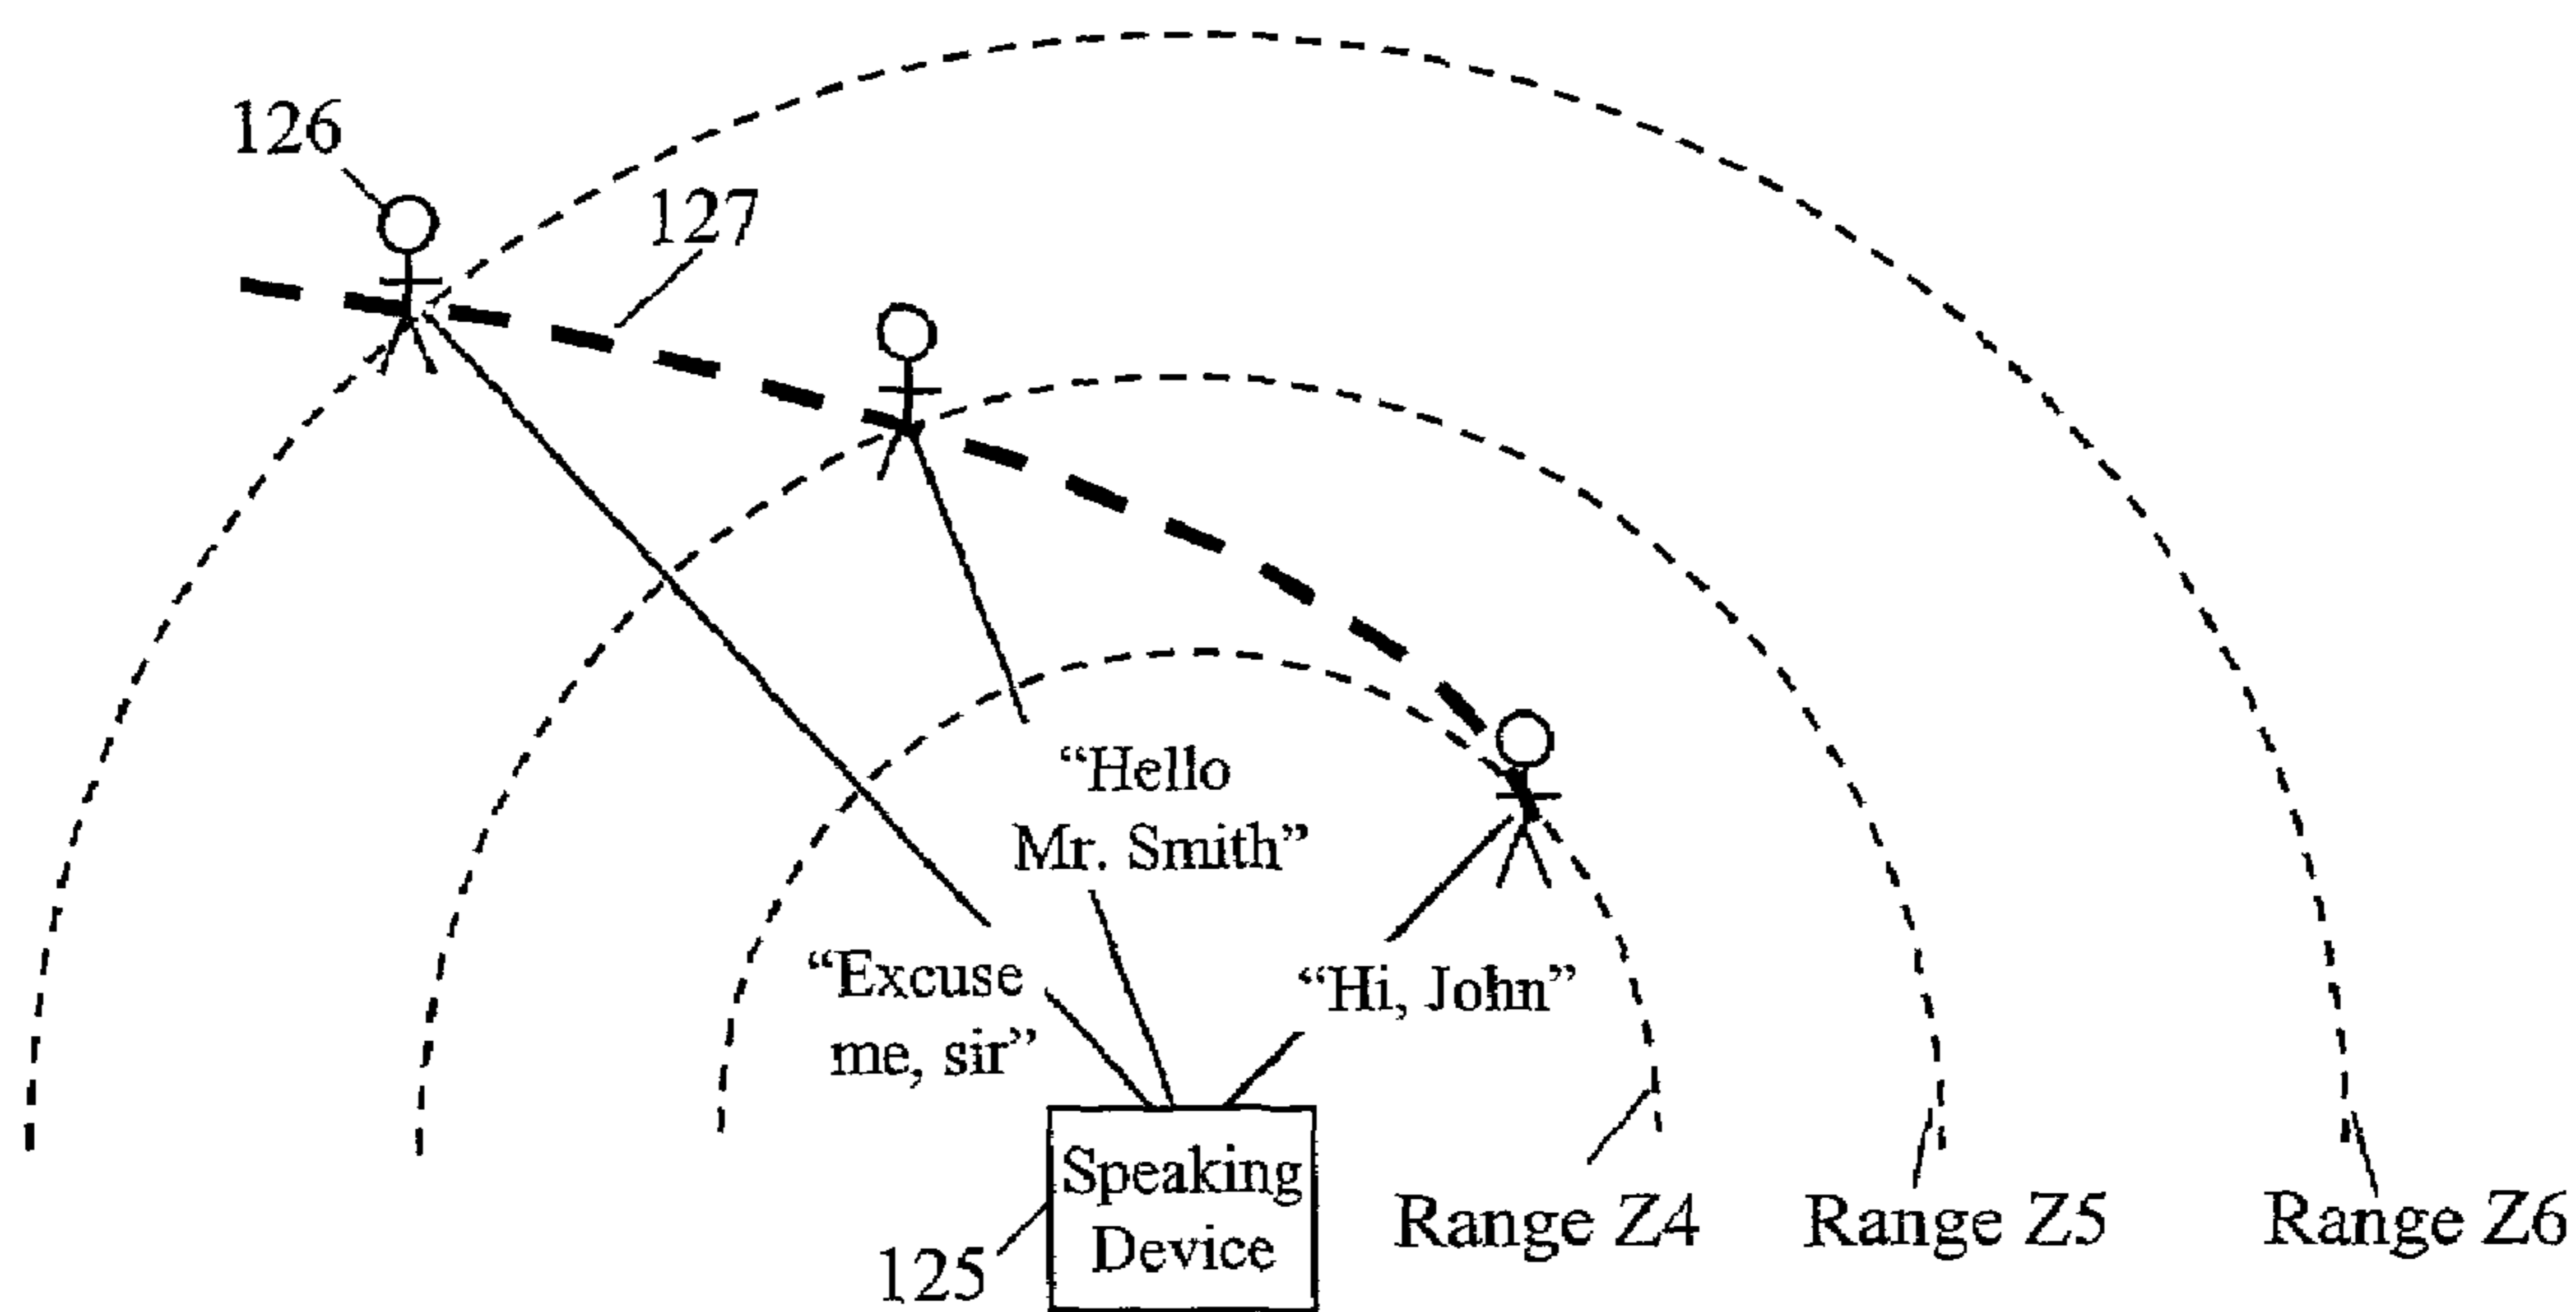 126
127
“Hello
Mr. Smith”
“Excuse
me, sir”
“Hi, John”
Speaking
Device
125
Range Z4
Range Z5
Range Z6